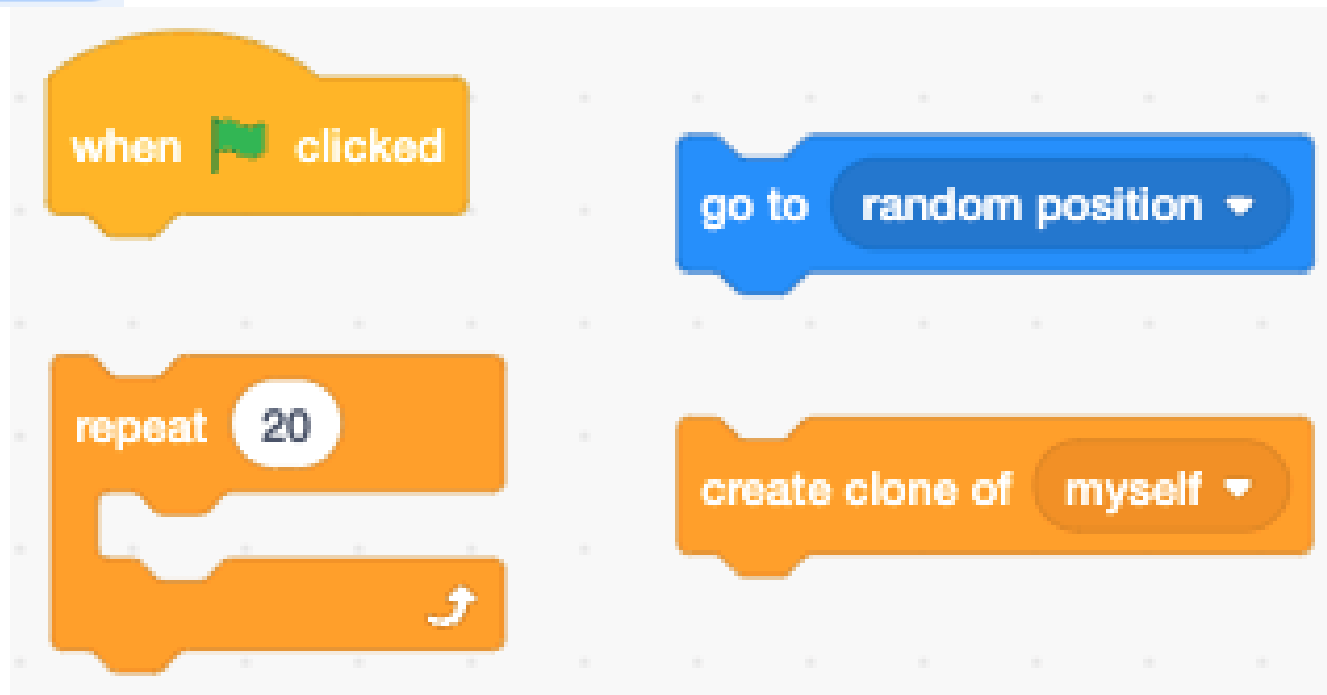 when clicked
go to random position
repeat 20
create clone of myself